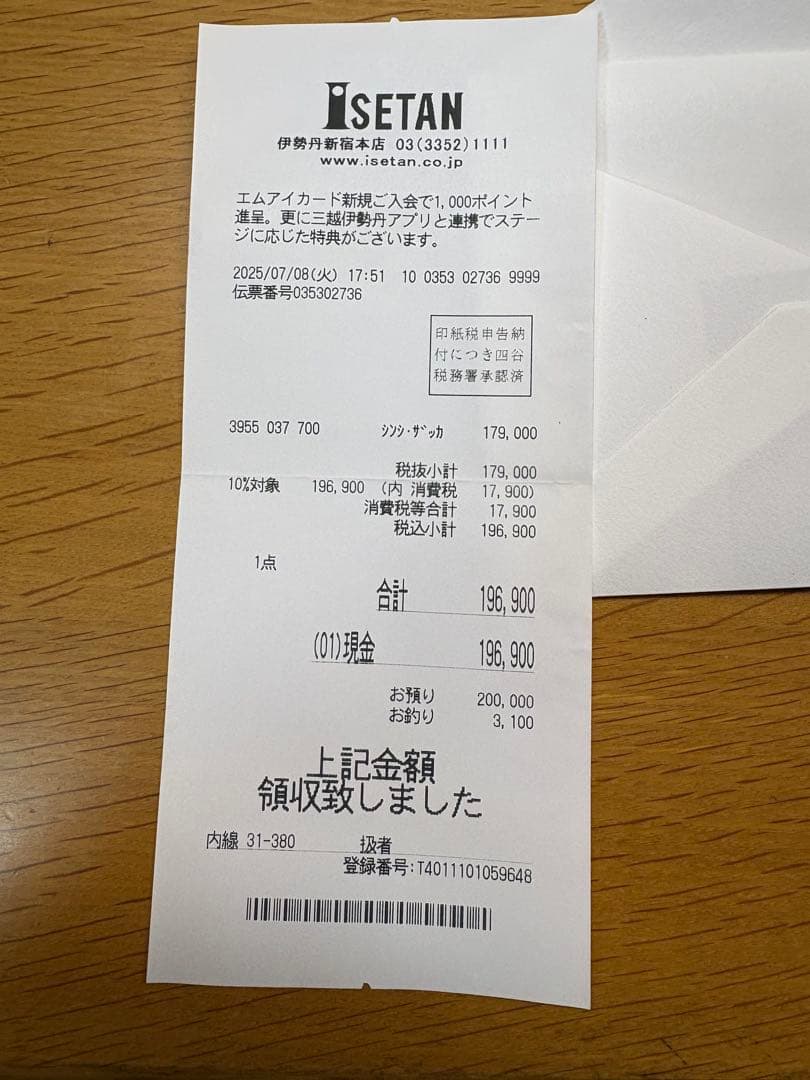 ISETAN
伊勢丹新宿本店 03(3352)1111
www.isetan.co.jp
エムアイカード新規ご入会で1,000ポイント
進呈。更に三越伊勢丹アプリと連携でステー
ジに応じた特典がございます。
2025/07/08(火) 17:51 10 0353 02736 9999
伝票番号035302736
印紙税申告納
付につき四谷
税務署承認済
3955 037 700 シンシ・ザッカ 179,000
税抜小計 179,000
10%対象 196,900 (内 消費税 17,900)
消費税等合計 17,900
税込小計 196,900
1点
合計 196,900
(01)現金 196,900
お預り 200,000
お釣り 3,100
上記金額
領収致しました
内線 31-380 扱者
登録番号:T4011101059648